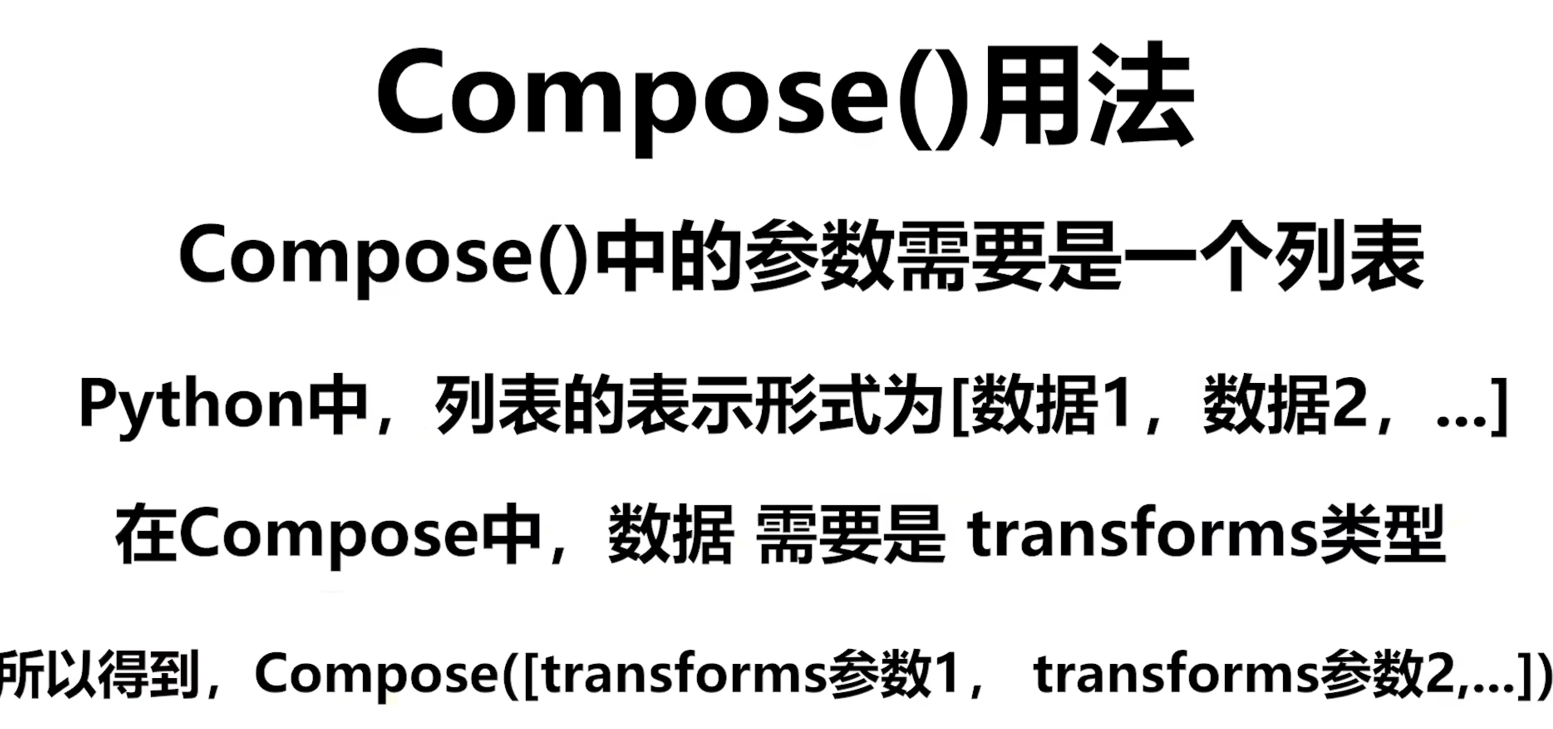 Compose()用法
Compose()中的参数需要是一个列表
Python中，列表的表示形式为[数据1，数据2，...]
在Compose中，数据 需要是 transforms类型
所以得到，Compose([transforms参数1， transforms参数2,...])